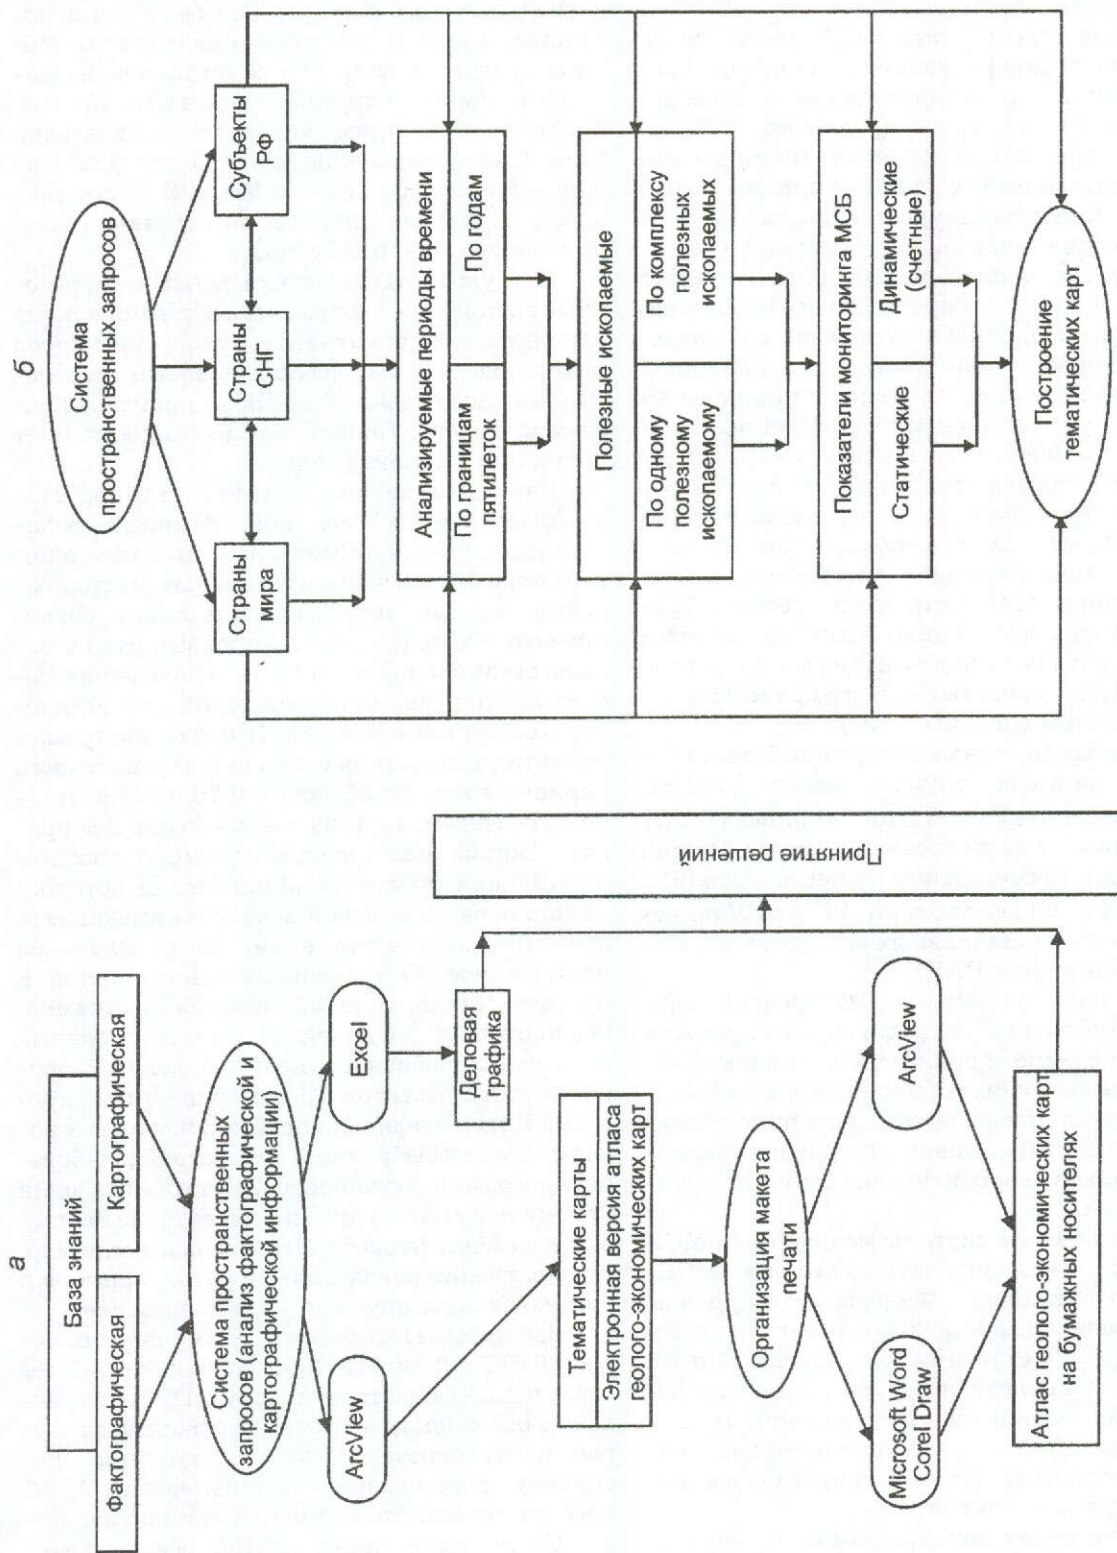 а
База знаний
Фактографическая
Картографическая
Система пространственных
запросов (анализ фактографической и
картографической информации)
ArcView
Excel
Деловая
графика
Тематические карты
Электронная версия атласа
геолого-экономических карт
Организация макета
печати
Microsoft Word
Corel Draw
ArcView
Атлас геолого-экономических карт
на бумажных носителях
Принятие решений
б
Система
пространственных запросов
Страны
мира
Страны
СНГ
Субъекты
РФ
Анализируемые периоды времени
По границам
пятилеток
По годам
Полезные ископаемые
По одному
полезному
ископаемому
По комплексу
полезных
ископаемых
Показатели мониторинга МСБ
Статические
Динамические
(счетные)
Построение
тематических карт